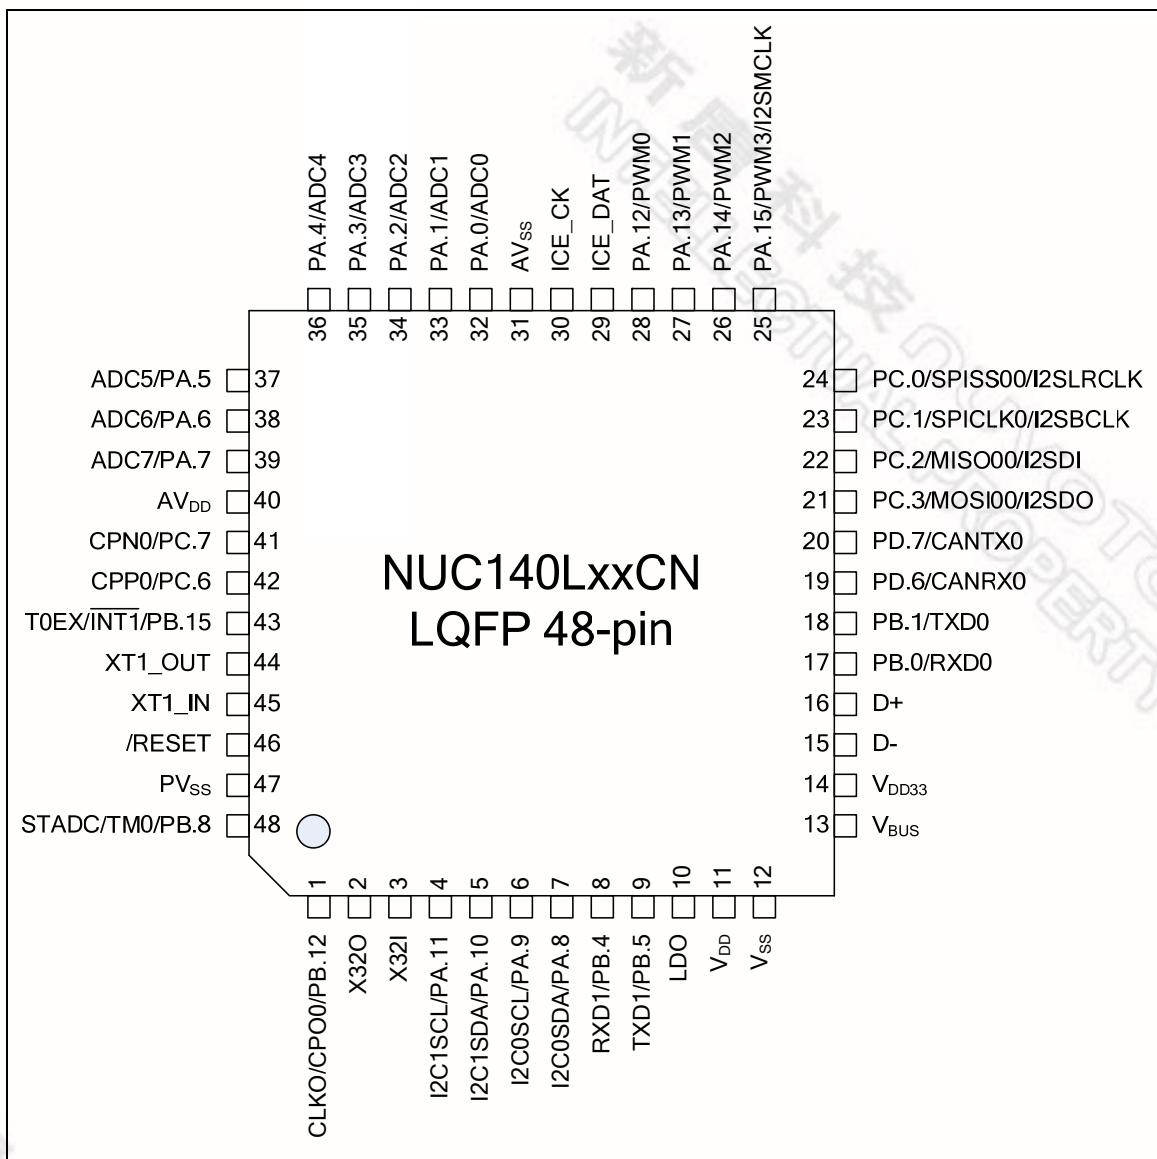 PA.4/ADC4
PA.3/ADC3
PA.2/ADC2
PA.1/ADC1
PA.0/ADC0
AVSS
ICE_CK
ICE_DAT
PA.12/PWM0
PA.13/PWM1
PA.14/PWM2
PA.15/PWM3/I2SMCLK
36
35
34
33
32
31
30
29
28
27
26
25
ADC5/PA.5 37
ADC6/PA.6 38
ADC7/PA.7 39
AVDD 40
CPN0/PC.7 41
CPP0/PC.6 42
T0EX/INT1/PB.15 43
XT1_OUT 44
XT1_IN 45
/RESET 46
PVSS 47
STADC/TM0/PB.8 48
NUC140LxxCN
LQFP 48-pin
24 PC.0/SPISS00/I2SLRCLK
23 PC.1/SPICLK0/I2SBCLK
22 PC.2/MISO00/I2SDI
21 PC.3/MOSI00/I2SDO
20 PD.7/CANTX0
19 PD.6/CANRX0
18 PB.1/TXD0
17 PB.0/RXD0
16 D+
15 D-
14 VDD33
13 VBUS
1
2
3
4
5
6
7
8
9
10
11
12
CLKO/CPO0/PB.12
X32O
X32I
I2C1SCL/PA.11
I2C1SDA/PA.10
I2C0SCL/PA.9
I2C0SDA/PA.8
RXD1/PB.4
TXD1/PB.5
LDO
VDD
VSS
新唐科技 nuvoTon
INTELLECTUAL PROPERTY